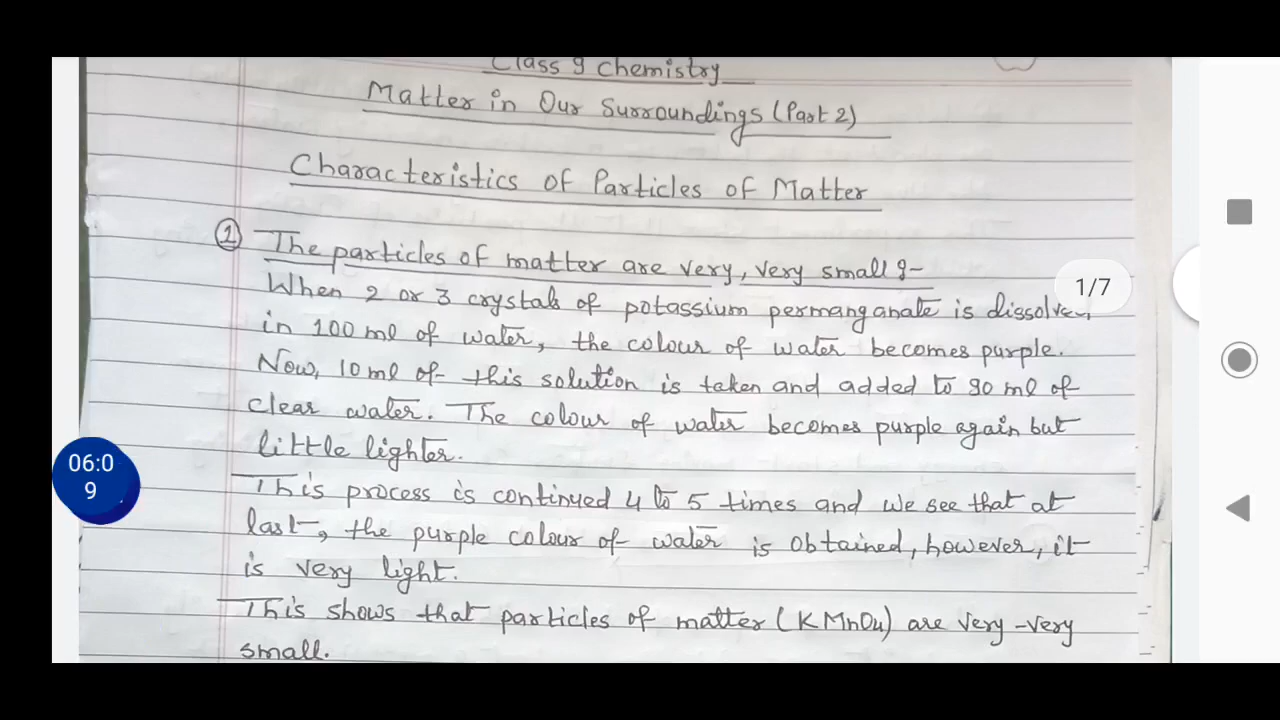 Class 9 Chemistry
Matter in Our Surroundings (Part 2)
Characteristics of Particles of Matter
① The particles of matter are very, very small :-
When 2 or 3 crystals of potassium permanganate is dissolved
in 100 ml of water, the colour of water becomes purple.
1/7
Now, 10 ml of this solution is taken and added to 90 ml of
clear water. The colour of water becomes purple again but
little lighter.
06:0
9
This process is continued 4 to 5 times and we see that at
last, the purple colour of water is obtained, however, it
is very light.
This shows that particles of matter (KMnO4) are very-very
small.